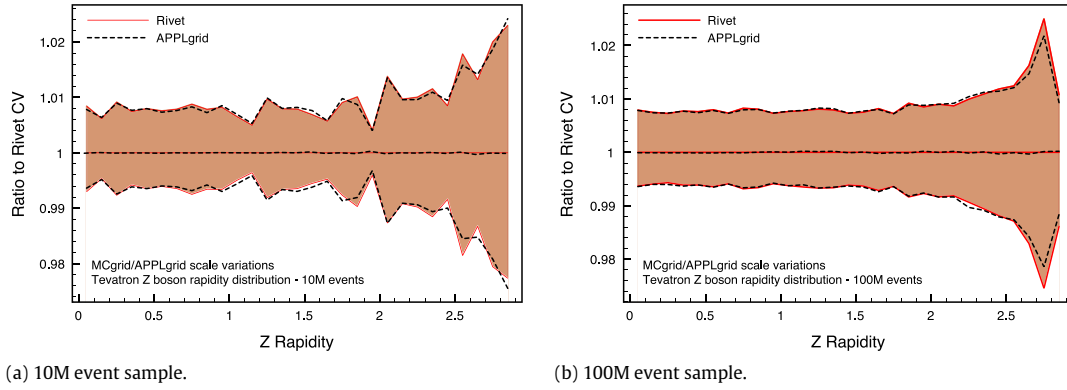 Rivet
APPLgrid
1.02
1.01
1
0.99
0.98
Ratio to Rivet CV
MCgrid/APPLgrid scale variations
Tevatron Z boson rapidity distribution - 10M events
0
0.5
1
1.5
2
2.5
Z Rapidity
(a) 10M event sample.
Rivet
APPLgrid
1.02
1.01
1
0.99
0.98
Ratio to Rivet CV
MCgrid/APPLgrid scale variations
Tevatron Z boson rapidity distribution - 100M events
0
0.5
1
1.5
2
2.5
Z Rapidity
(b) 100M event sample.